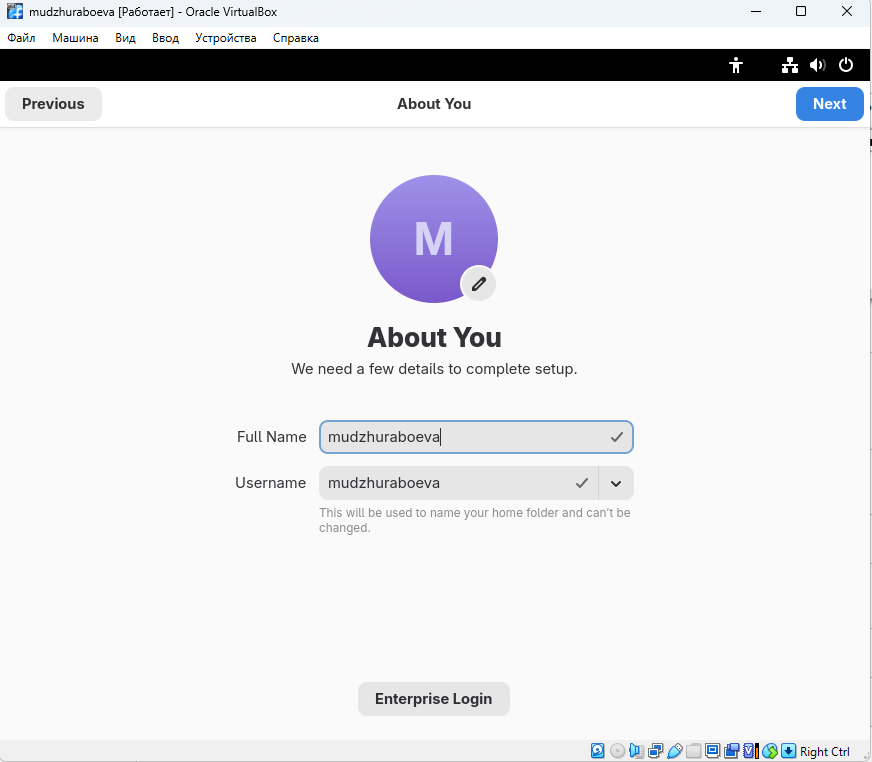 mudzhuraboeva [Работает] - Oracle VirtualBox
Файл Машина Вид Ввод Устройства Справка
Previous About You Next
M
About You
We need a few details to complete setup.
Full Name mudzhuraboeva
Username mudzhuraboeva
This will be used to name your home folder and can't be
changed.
Enterprise Login
Right Ctrl